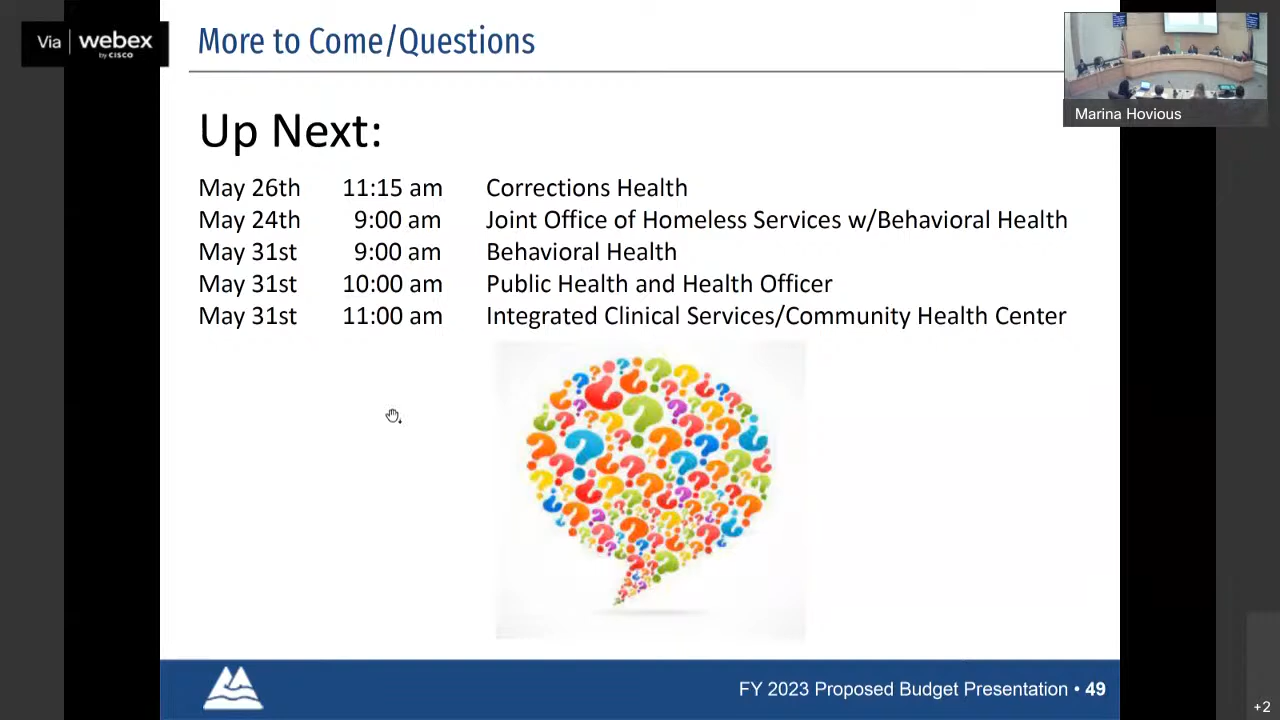 Via webex
by CISCO
More to Come/Questions
Marina Hovious
Up Next:
May 26th 11:15 am Corrections Health
May 24th 9:00 am Joint Office of Homeless Services w/Behavioral Health
May 31st 9:00 am Behavioral Health
May 31st 10:00 am Public Health and Health Officer
May 31st 11:00 am Integrated Clinical Services/Community Health Center
FY 2023 Proposed Budget Presentation • 49
+2